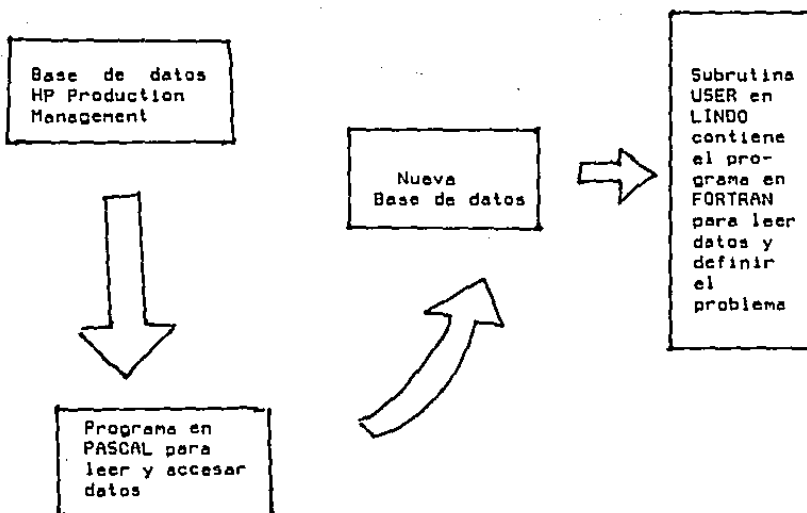 Base de datos
HP Production
Management
Programa en
PASCAL para
leer y accesar
datos
Nueva
Base de datos
Subrutina
USER en
LINDO
contiene
el pro-
grama en
FORTRAN
para leer
datos y
definir
el
problema